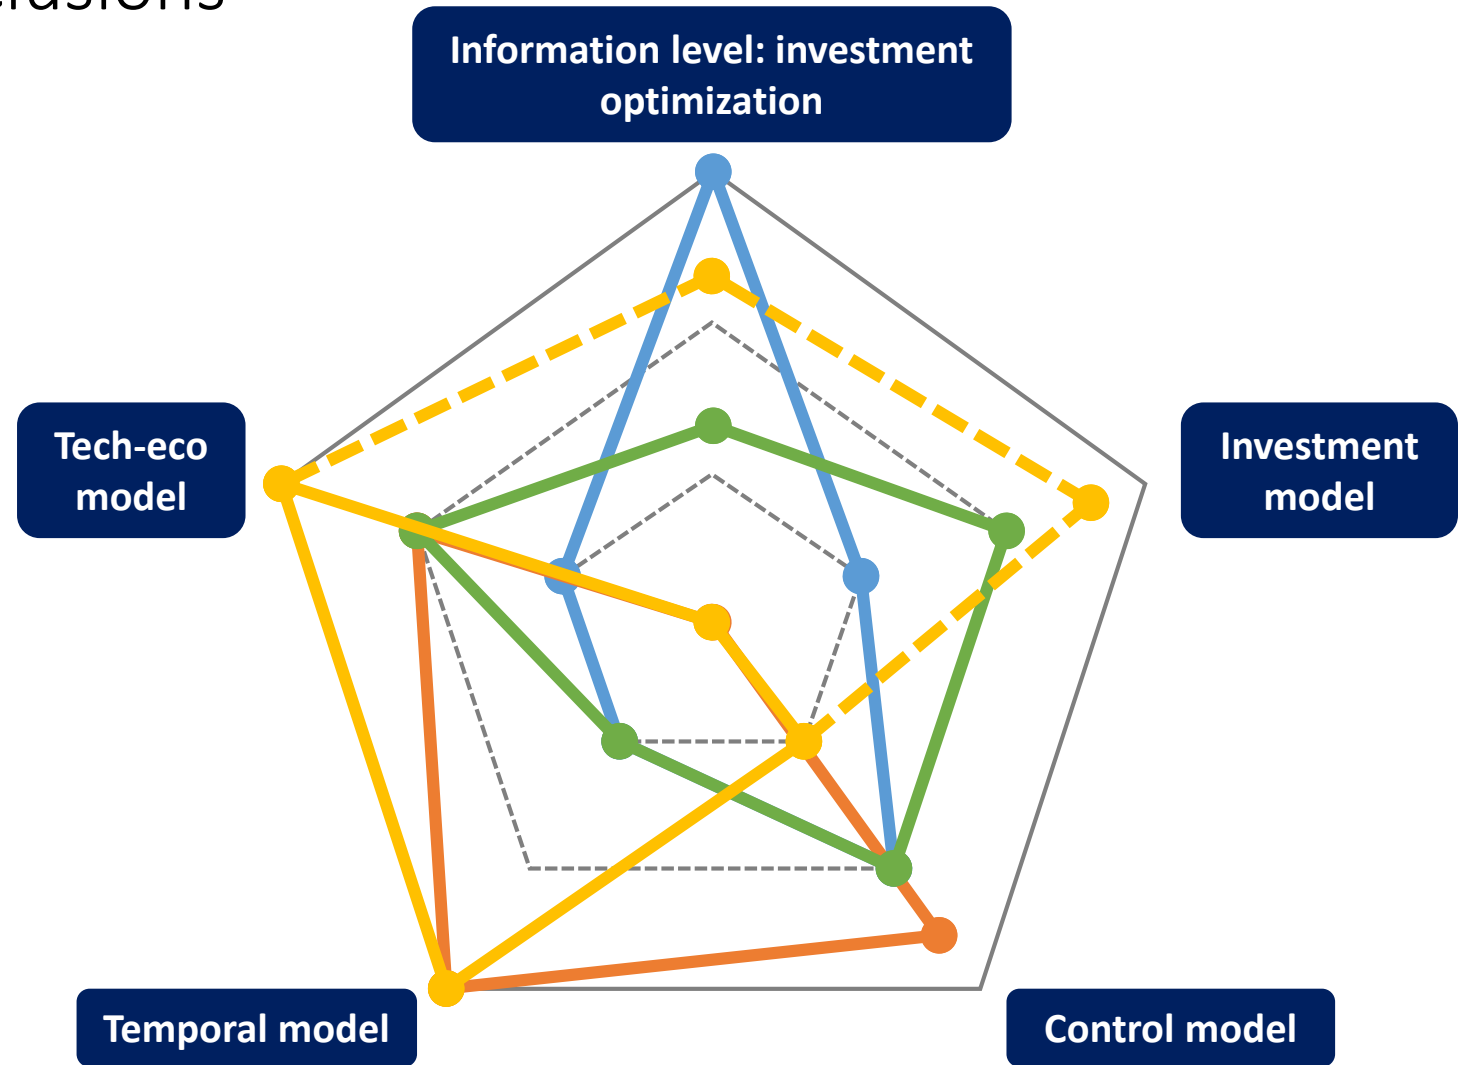 Information level: investment
optimization
Tech-eco
model
Investment
model
Temporal model
Control model